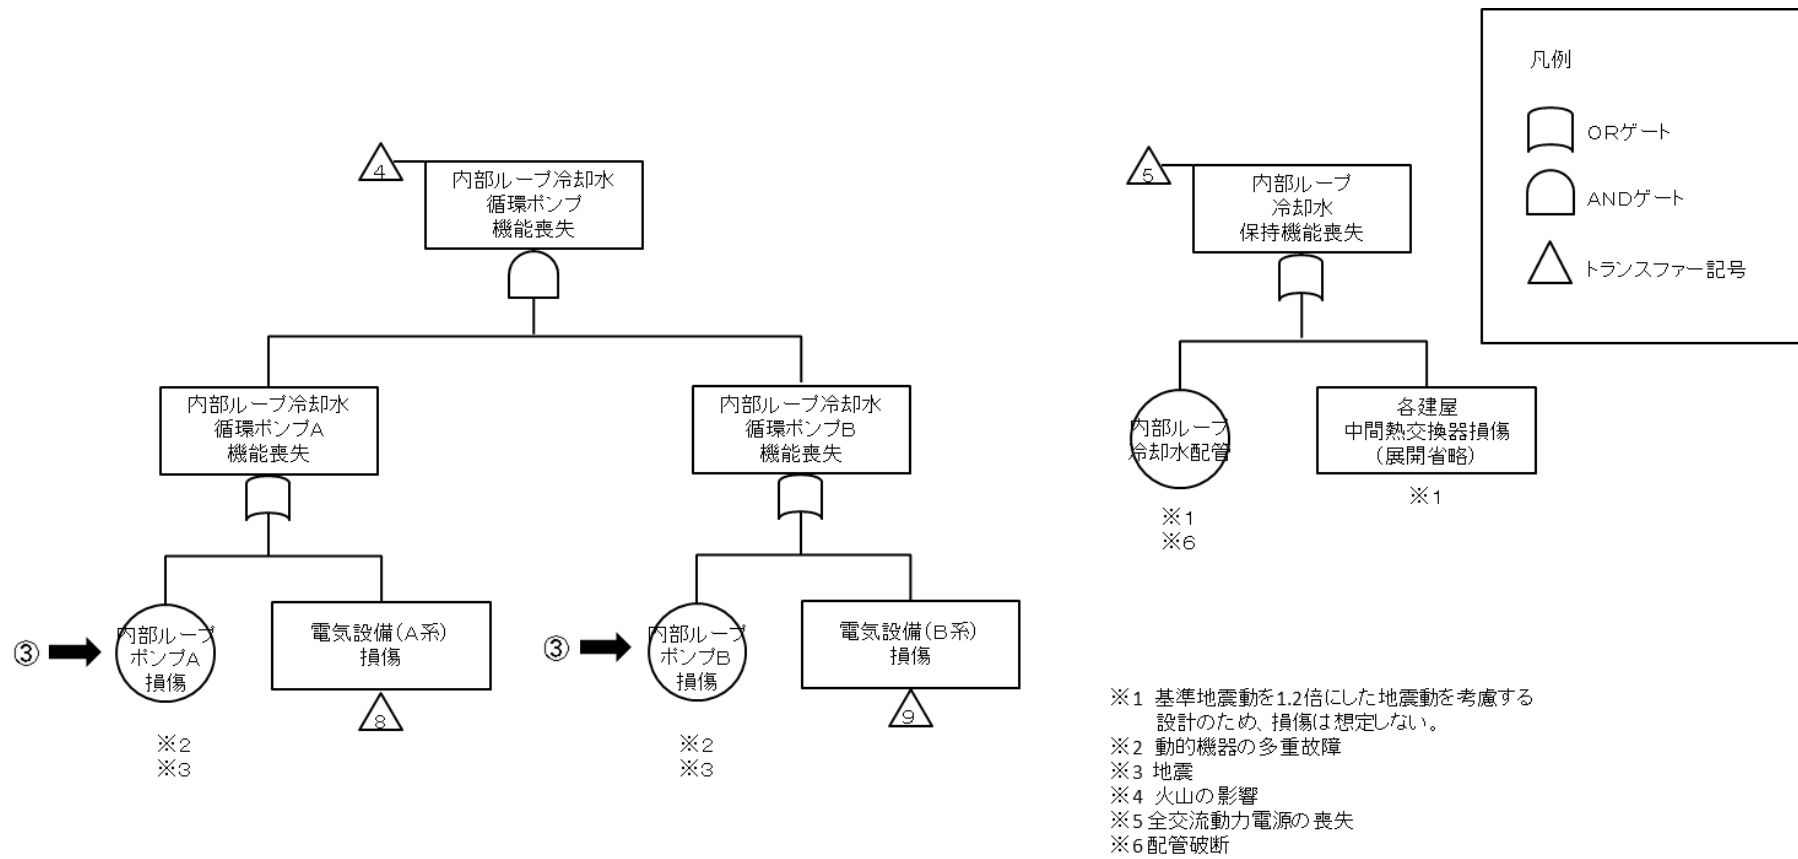 4
内部ループ冷却水
循環ポンプ
機能喪失
内部ループ冷却水
循環ポンプA
機能喪失
内部ループ冷却水
循環ポンプB
機能喪失
③
内部ループ
ポンプA
損傷
※2
※3
電気設備(A系)
損傷
8
③
内部ループ
ポンプB
損傷
※2
※3
電気設備(B系)
損傷
9
5
内部ループ
冷却水
保持機能喪失
内部ループ
冷却水配管
※1
※6
各建屋
中間熱交換器損傷
(展開省略)
※1
凡例
ORゲート
ANDゲート
トランスファー記号
※1 基準地震動を1.2倍にした地震動を考慮する
設計のため、損傷は想定しない。
※2 動的機器の多重故障
※3 地震
※4 火山の影響
※5 全交流動力電源の喪失
※6 配管破断